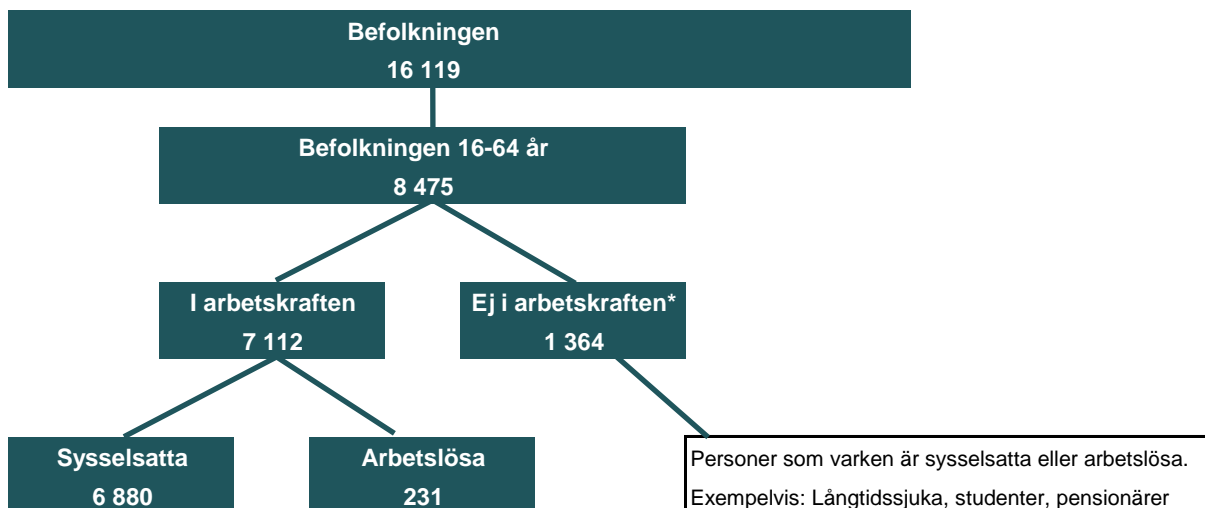 Befolkningen
16 119
Befolkningen 16-64 år
8 475
I arbetskraften
7 112
Ej i arbetskraften*
1 364
Sysselsatta
6 880
Arbetslösa
231
Personer som varken är sysselsatta eller arbetslösa.
Exempelvis: Långtidssjuka, studenter, pensionärer